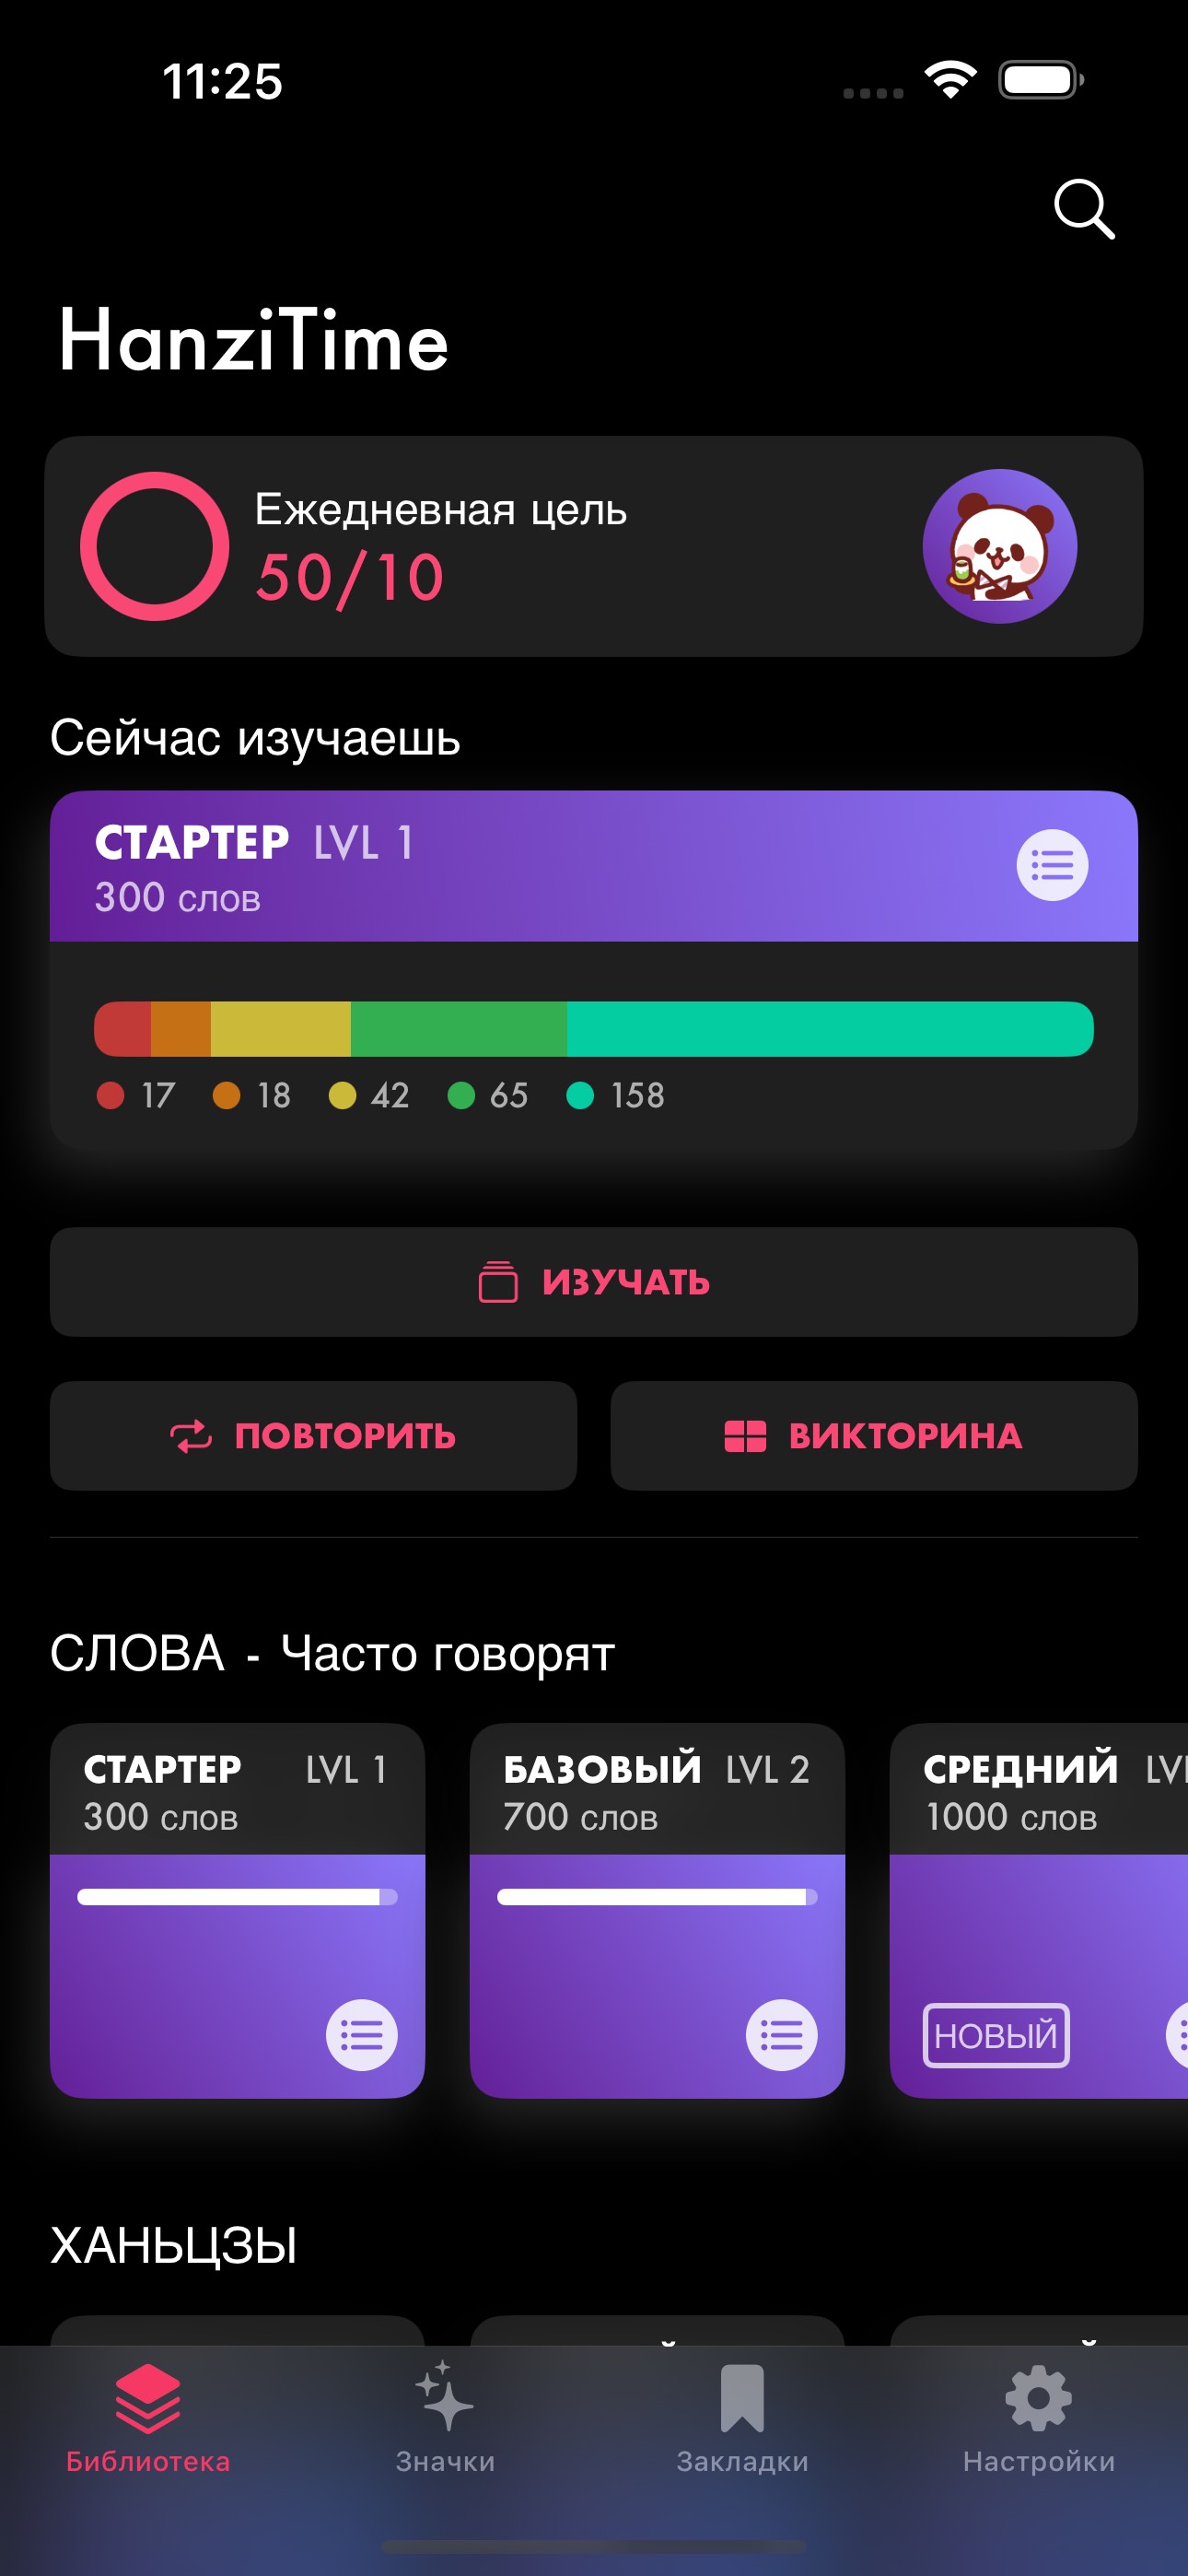 11:25
HanziTime
Ежедневная цель
50/10
Сейчас изучаешь
СТАРТЕР LVL 1
300 слов
17 18 42 65 158
ИЗУЧАТЬ
ПОВТОРИТЬ ВИКТОРИНА
СЛОВА - Часто говорят
СТАРТЕР LVL 1 БАЗОВЫЙ LVL 2 СРЕДНИЙ
300 слов 700 слов 1000 слов
НОВЫЙ
ХАНЬЦЗЫ
Библиотека Значки Закладки Настройки